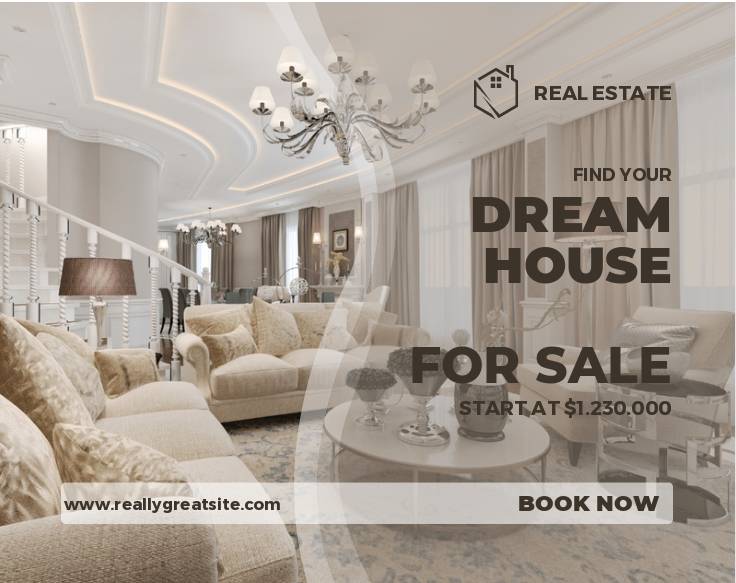 REAL ESTATE
FIND YOUR
DREAM
HOUSE
FOR SALE
START AT $1.230.000
www.reallygreatsite.com
BOOK NOW